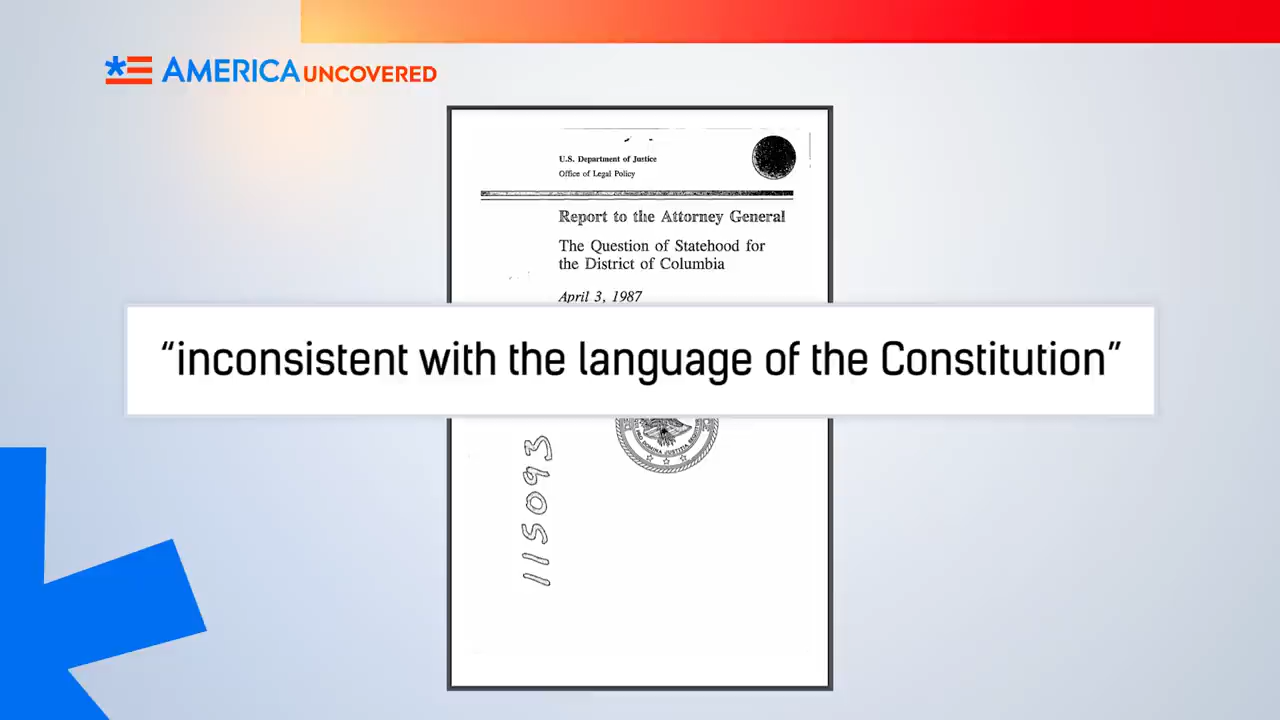 AMERICA UNCOVERED
U.S. Department of Justice
Office of Legal Policy
Report to the Attorney General
The Question of Statehood for
the District of Columbia
April 3, 1987
“inconsistent with the language of the Constitution”
115093